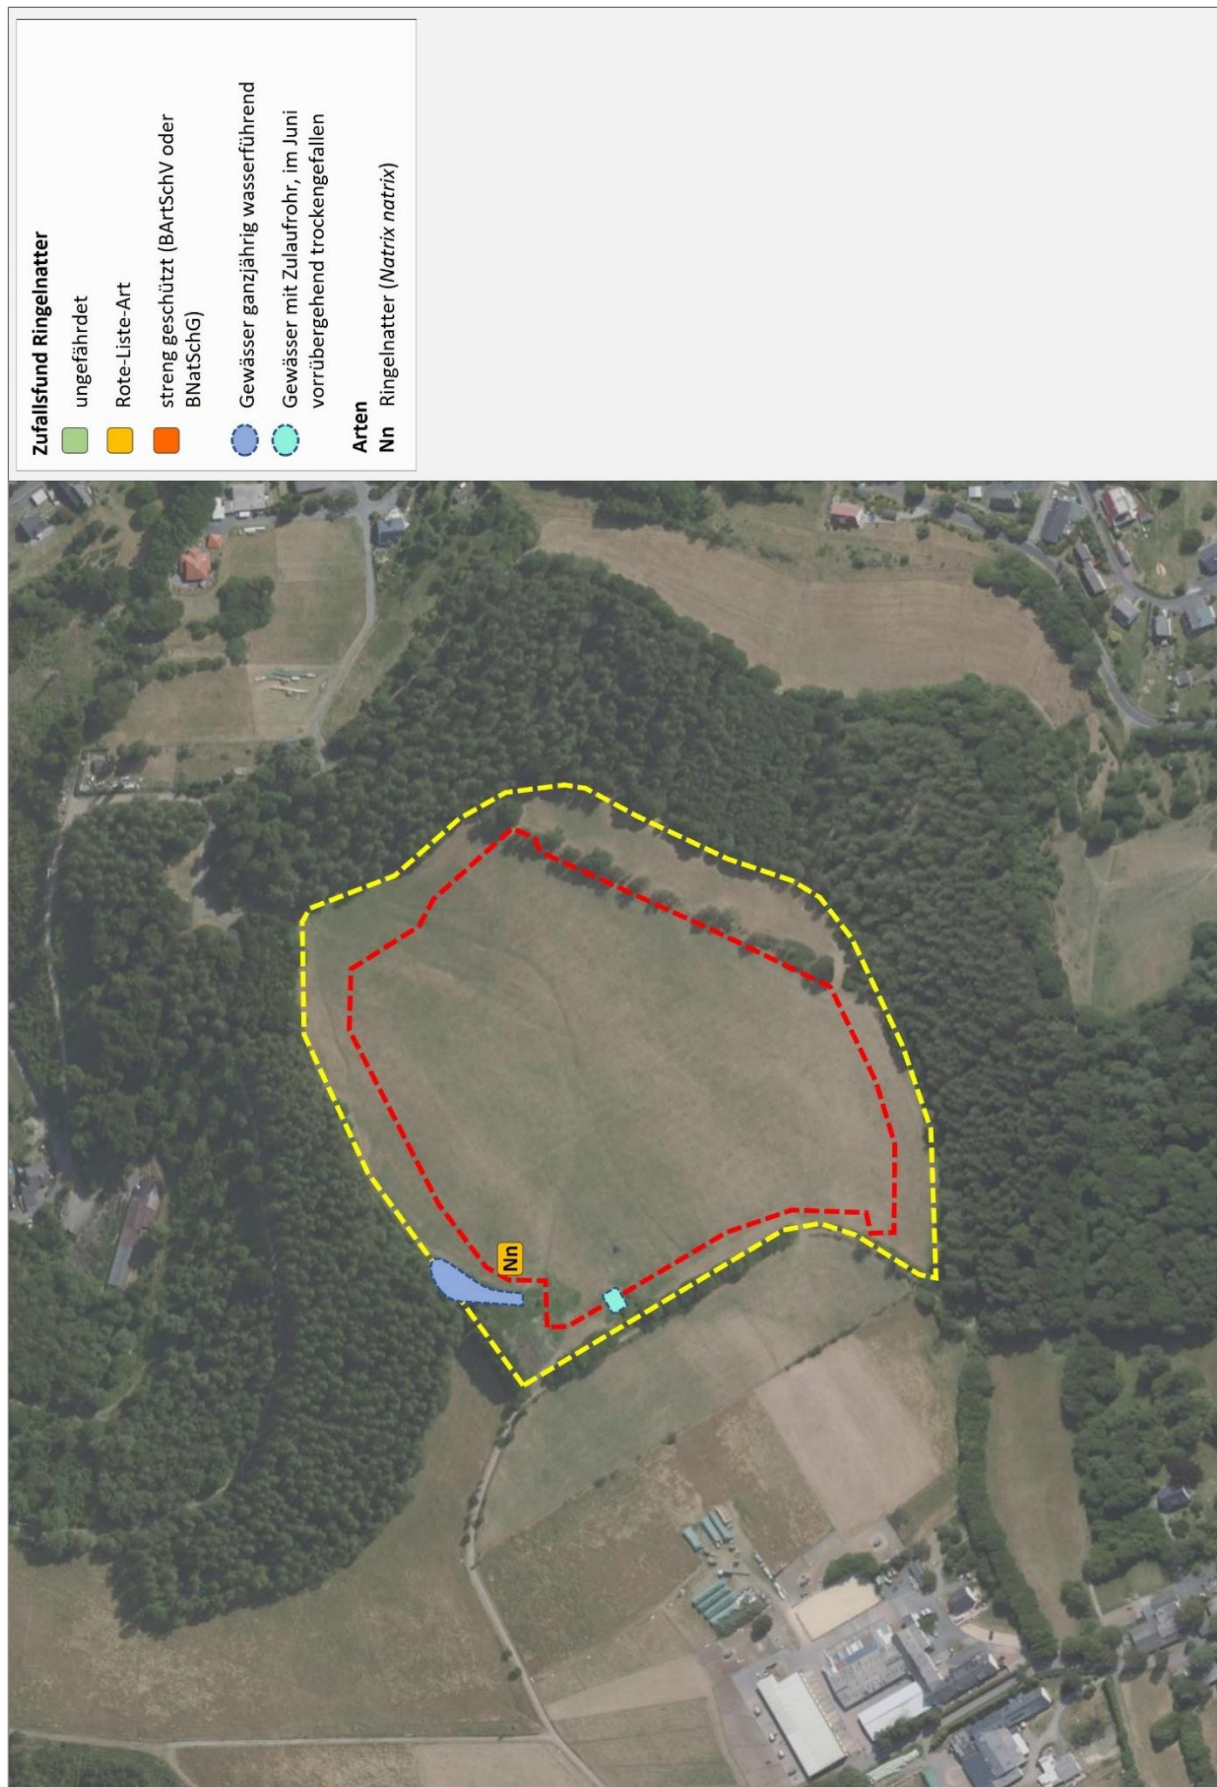 Zufallsfund Ringelnatter
ungefährdet
Rote-Liste-Art
streng geschützt (BArtSchV oder
BNatSchG)
Gewässer ganzjährig wasserführend
Gewässer mit Zulaufrohr, im Juni
vorrübergehend trockengefallen
Arten
Nn Ringelnatter (Natrix natrix)
Nn